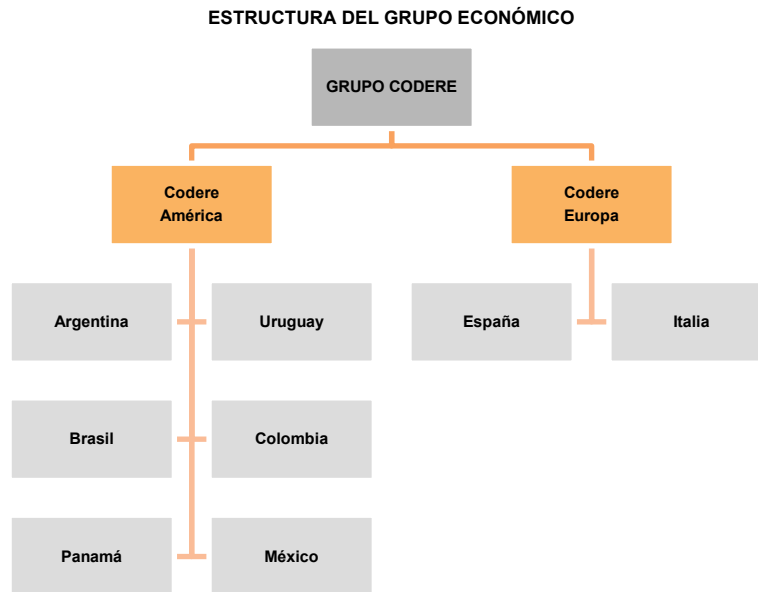 ESTRUCTURA DEL GRUPO ECONÓMICO
GRUPO CODERE
Codere
América
Codere
Europa
Argentina
Uruguay
España
Italia
Brasil
Colombia
Panamá
México